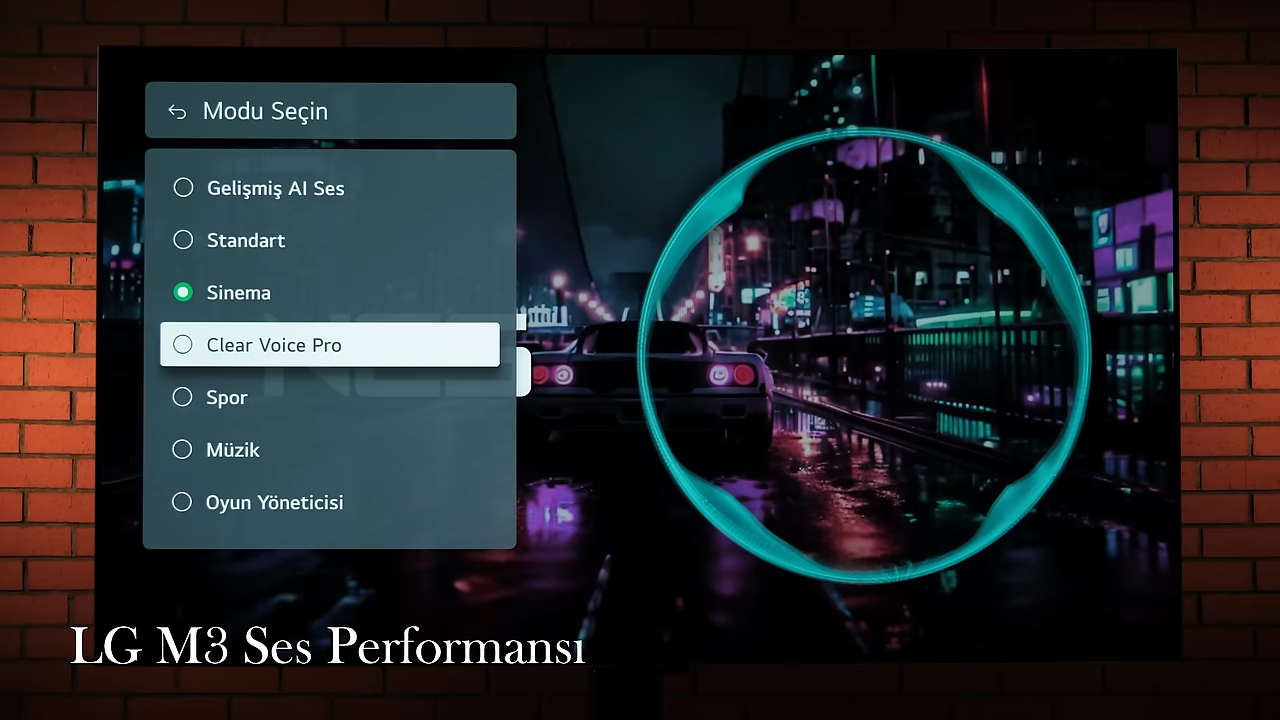 Modu Seçin
Gelişmiş AI Ses
Standart
Sinema
Clear Voice Pro
Spor
Müzik
Oyun Yöneticisi
LG M3 Ses Performansı